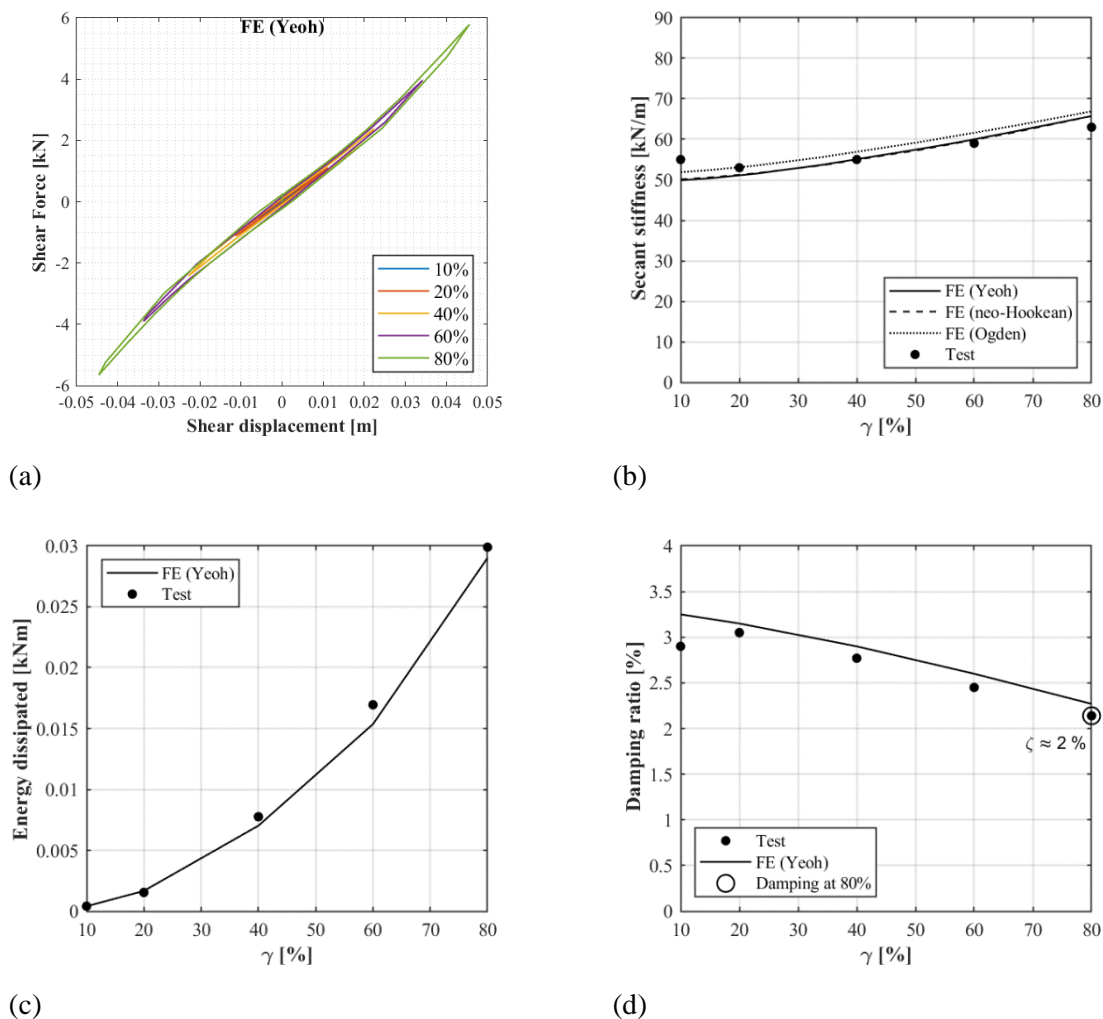 FE (Yeoh)
Shear Force [kN]
6
4
2
0
-2
-4
-6
-0.05 -0.04 -0.03 -0.02 -0.01 0 0.01 0.02 0.03 0.04 0.05
Shear displacement [m]
10%
20%
40%
60%
80%
(a)
Secant stiffness [kN/m]
90
80
70
60
50
40
30
20
10
0
10 20 30 40 50 60 70 80
γ [%]
FE (Yeoh)
FE (neo-Hookean)
FE (Ogden)
Test
(b)
Energy dissipated [kNm]
0.03
0.025
0.02
0.015
0.01
0.005
0
10 20 30 40 50 60 70 80
γ [%]
FE (Yeoh)
Test
(c)
Damping ratio [%]
4
3.5
3
2.5
2
1.5
1
0.5
0
10 20 30 40 50 60 70 80
γ [%]
ζ ≈ 2 %
Test
FE (Yeoh)
Damping at 80%
(d)